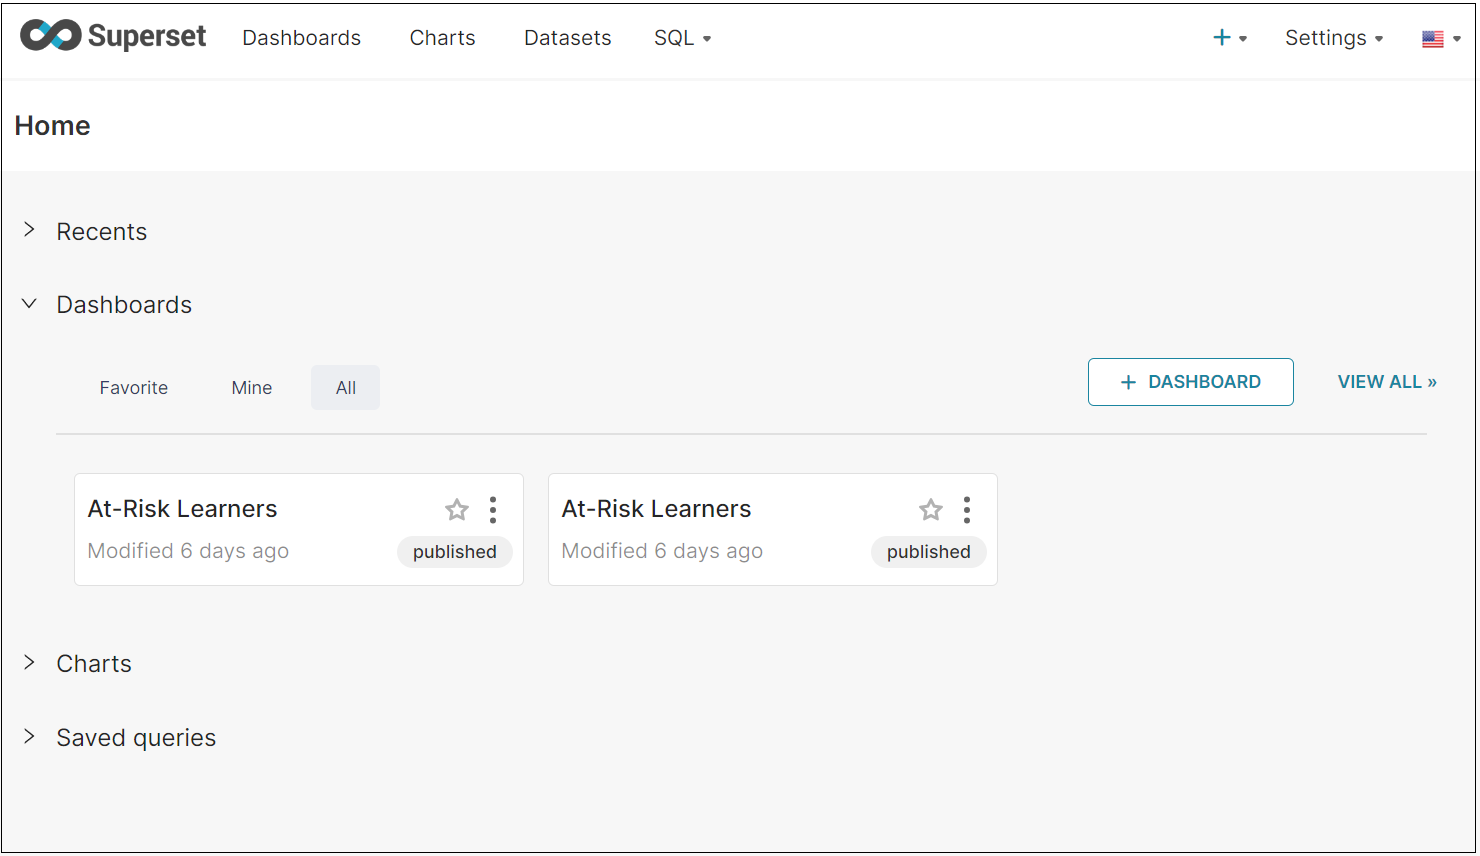 Superset Dashboards Charts Datasets SQL + Settings
Home
Recents
Dashboards
Favorite Mine All + DASHBOARD VIEW ALL »
At-Risk Learners At-Risk Learners
Modified 6 days ago published Modified 6 days ago published
Charts
Saved queries